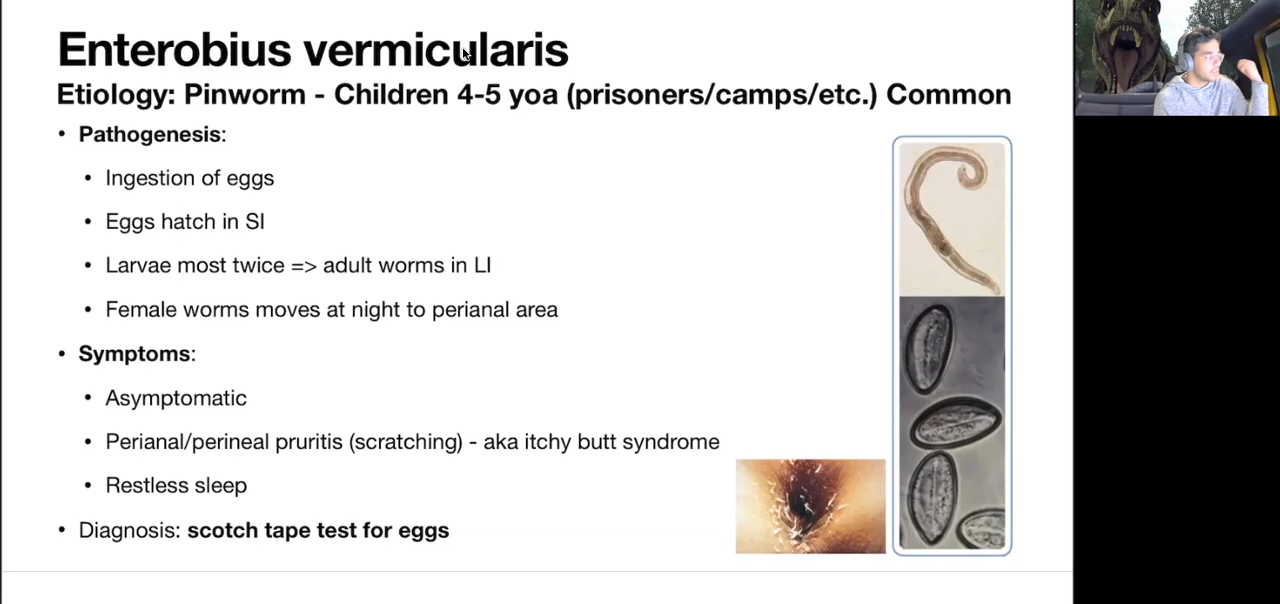 Enterobius vermicularis
Etiology: Pinworm - Children 4-5 yoa (prisoners/camps/etc.) Common
• Pathogenesis:
• Ingestion of eggs
• Eggs hatch in SI
• Larvae most twice => adult worms in LI
• Female worms moves at night to perianal area
• Symptoms:
• Asymptomatic
• Perianal/perineal pruritis (scratching) - aka itchy butt syndrome
• Restless sleep
• Diagnosis: scotch tape test for eggs